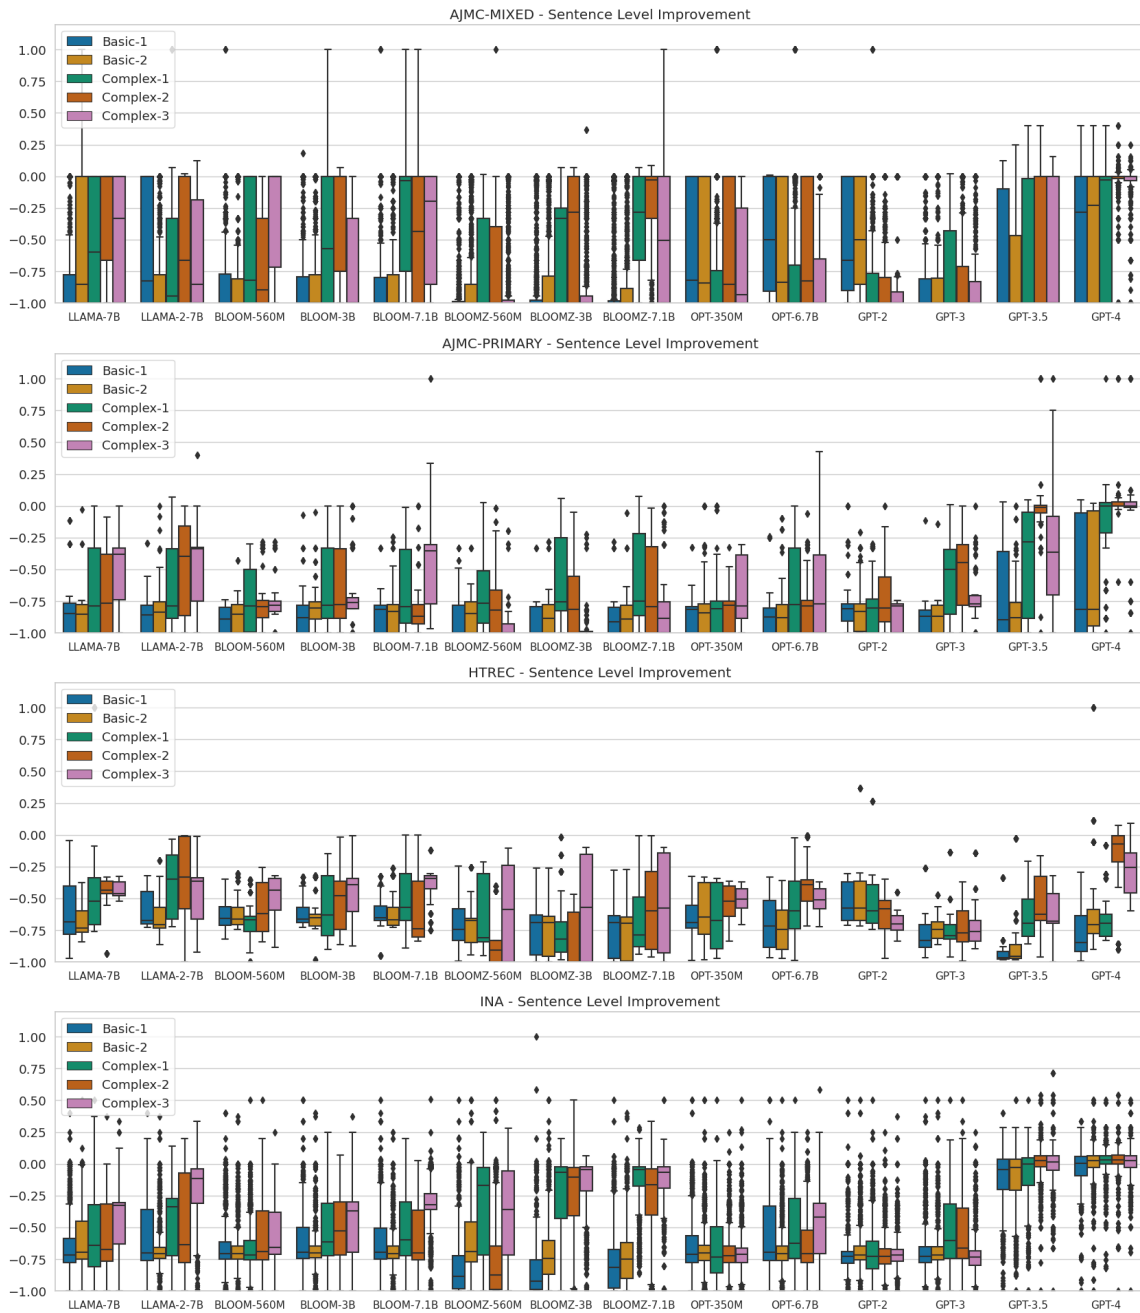 AJMC-MIXED - Sentence Level Improvement
Basic-1
Basic-2
Complex-1
Complex-2
Complex-3
1.00
0.75
0.50
0.25
0.00
−0.25
−0.50
−0.75
−1.00
LLAMA-7B LLAMA-2-7B BLOOM-560M BLOOM-3B BLOOM-7.1B BLOOMZ-560M BLOOMZ-3B BLOOMZ-7.1B OPT-350M OPT-6.7B GPT-2 GPT-3 GPT-3.5 GPT-4
AJMC-PRIMARY - Sentence Level Improvement
Basic-1
Basic-2
Complex-1
Complex-2
Complex-3
1.00
0.75
0.50
0.25
0.00
−0.25
−0.50
−0.75
−1.00
LLAMA-7B LLAMA-2-7B BLOOM-560M BLOOM-3B BLOOM-7.1B BLOOMZ-560M BLOOMZ-3B BLOOMZ-7.1B OPT-350M OPT-6.7B GPT-2 GPT-3 GPT-3.5 GPT-4
HTREC - Sentence Level Improvement
Basic-1
Basic-2
Complex-1
Complex-2
Complex-3
1.00
0.75
0.50
0.25
0.00
−0.25
−0.50
−0.75
−1.00
LLAMA-7B LLAMA-2-7B BLOOM-560M BLOOM-3B BLOOM-7.1B BLOOMZ-560M BLOOMZ-3B BLOOMZ-7.1B OPT-350M OPT-6.7B GPT-2 GPT-3 GPT-3.5 GPT-4
INA - Sentence Level Improvement
Basic-1
Basic-2
Complex-1
Complex-2
Complex-3
1.00
0.75
0.50
0.25
0.00
−0.25
−0.50
−0.75
−1.00
LLAMA-7B LLAMA-2-7B BLOOM-560M BLOOM-3B BLOOM-7.1B BLOOMZ-560M BLOOMZ-3B BLOOMZ-7.1B OPT-350M OPT-6.7B GPT-2 GPT-3 GPT-3.5 GPT-4